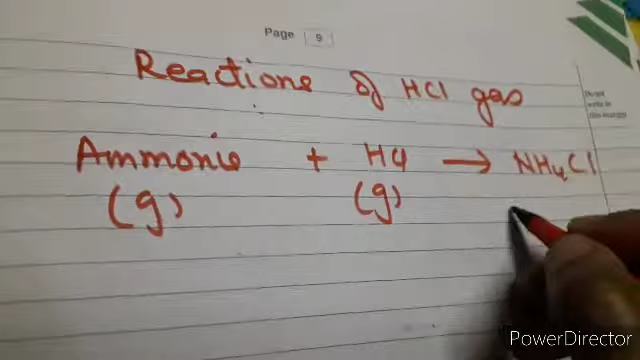 Page 9
Reactions of HCl gas
Ammonia + HCl → NH4Cl
(g) (g)
PowerDirector